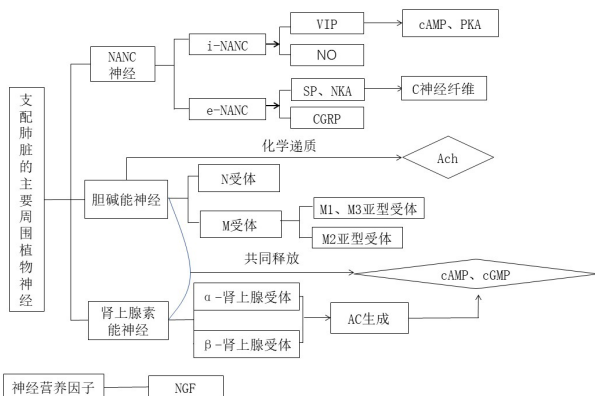 支配肺脏的主要周围植物神经
NANC
神经
i-NANC
VIP
cAMP、PKA
NO
e-NANC
SP、NKA
C神经纤维
CGRP
化学递质
Ach
胆碱能神经
N受体
M受体
M1、M3亚型受体
M2亚型受体
共同释放
cAMP、cGMP
肾上腺素
能神经
α-肾上腺受体
β-肾上腺受体
AC生成
神经营养因子
NGF